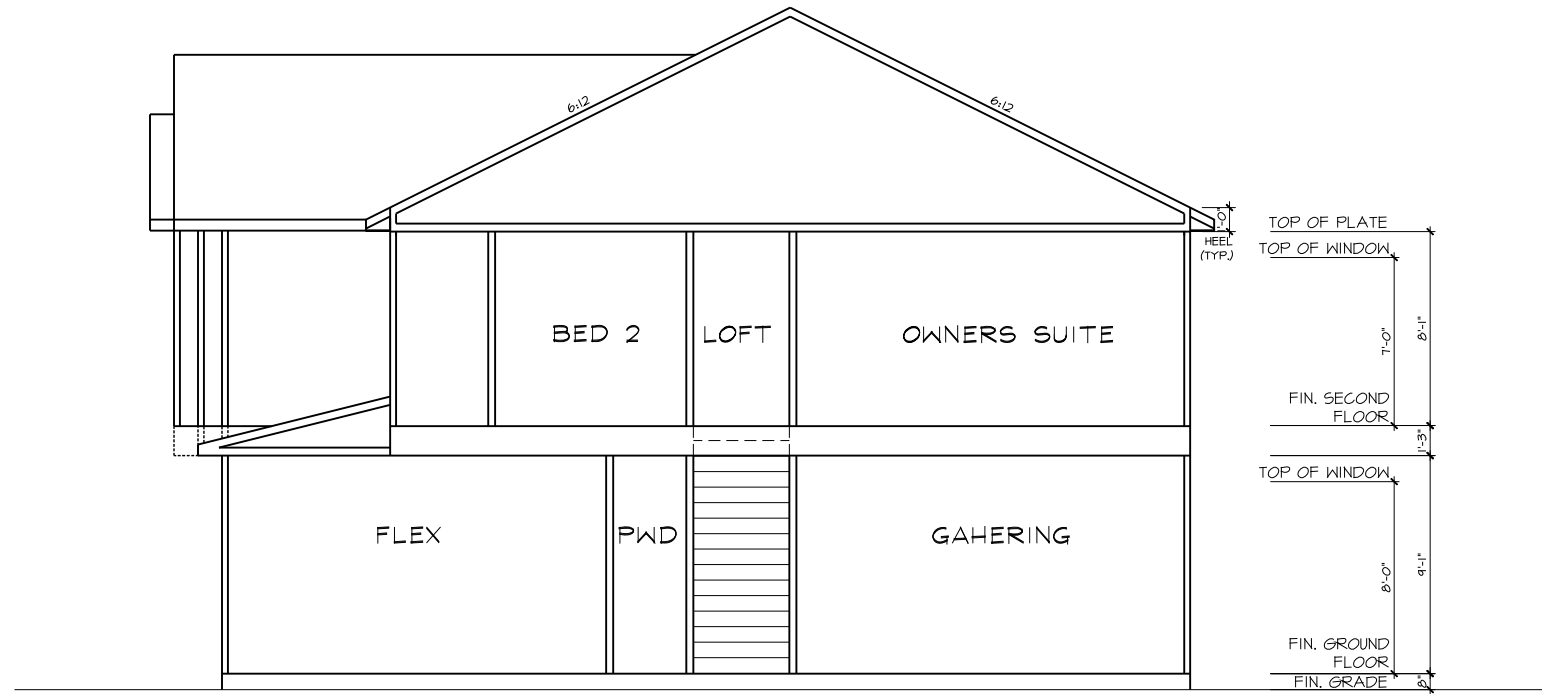 6:12
6:12
1'-0"
HEEL
(TYP.)
TOP OF PLATE
TOP OF WINDOW
BED 2
LOFT
OWNERS SUITE
7'-0"
8'-1"
FIN. SECOND
FLOOR
1'-3"
TOP OF WINDOW
FLEX
PWD
GAHERING
8'-0"
9'-1"
FIN. GROUND
FLOOR
FIN. GRADE
8"